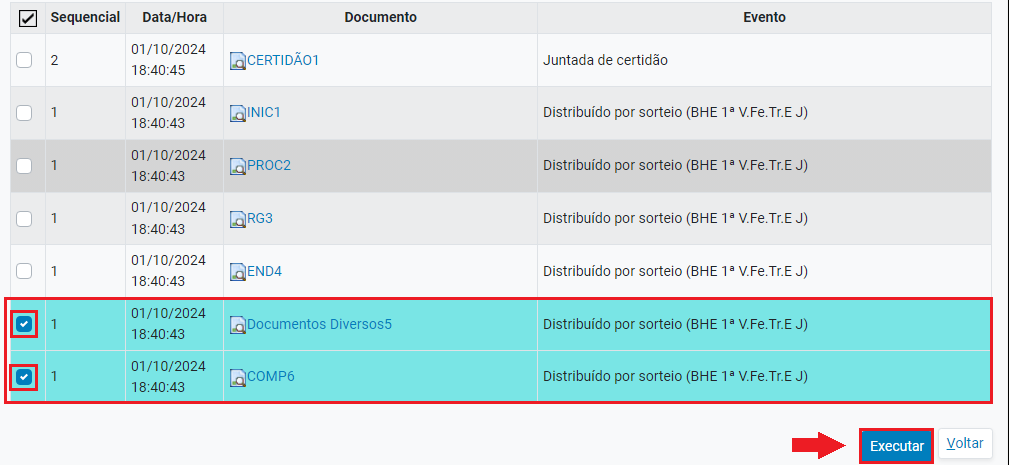 Sequencial Data/Hora Documento Evento
2 01/10/2024 18:40:45 CERTIDÃO1 Juntada de certidão
1 01/10/2024 18:40:43 INIC1 Distribuído por sorteio (BHE 1ª V.Fe.Tr.E J)
1 01/10/2024 18:40:43 PROC2 Distribuído por sorteio (BHE 1ª V.Fe.Tr.E J)
1 01/10/2024 18:40:43 RG3 Distribuído por sorteio (BHE 1ª V.Fe.Tr.E J)
1 01/10/2024 18:40:43 END4 Distribuído por sorteio (BHE 1ª V.Fe.Tr.E J)
1 01/10/2024 18:40:43 Documentos Diversos5 Distribuído por sorteio (BHE 1ª V.Fe.Tr.E J)
1 01/10/2024 18:40:43 COMP6 Distribuído por sorteio (BHE 1ª V.Fe.Tr.E J)
Executar Voltar